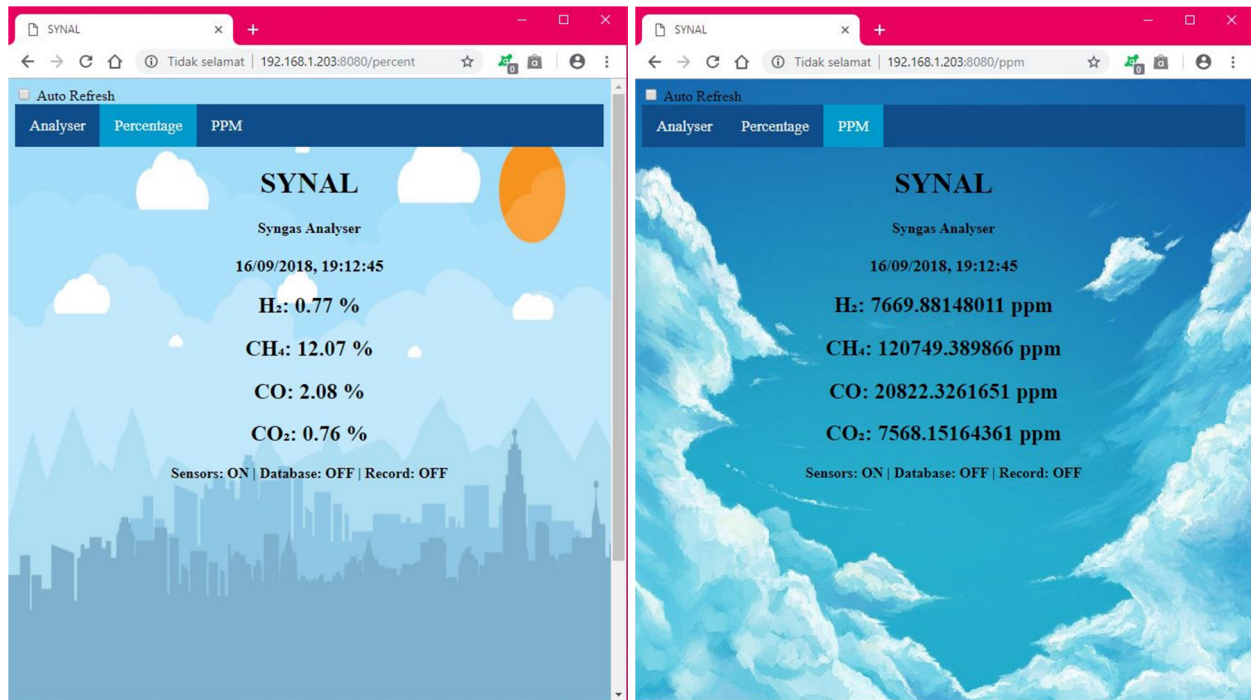 SYNAL
Tidak selamat | 192.168.1.203:8080/percent
0
Auto Refresh
Analyser Percentage PPM
SYNAL
Syngas Analyser
16/09/2018, 19:12:45
H₂: 0.77 %
CH₄: 12.07 %
CO: 2.08 %
CO₂: 0.76 %
Sensors: ON | Database: OFF | Record: OFF
SYNAL
Tidak selamat | 192.168.1.203:8080/ppm
0
Auto Refresh
Analyser Percentage PPM
SYNAL
Syngas Analyser
16/09/2018, 19:12:45
H₂: 7669.88148011 ppm
CH₄: 120749.389866 ppm
CO: 20822.3261651 ppm
CO₂: 7568.15164361 ppm
Sensors: ON | Database: OFF | Record: OFF